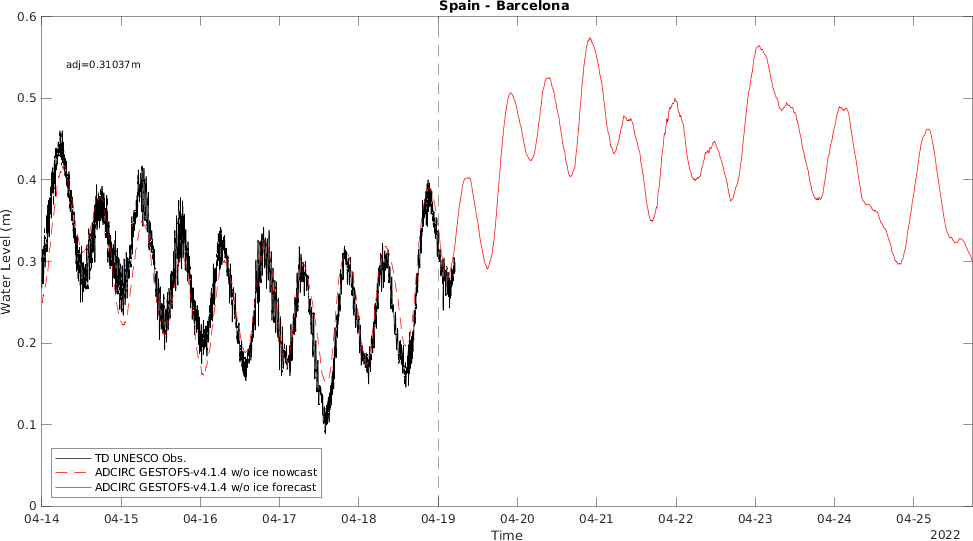 Spain - Barcelona
adj=0.31037m
Water Level (m)
0.6
0.5
0.4
0.3
0.2
0.1
0
TD UNESCO Obs.
ADCIRC GESTOFS-v4.1.4 w/o ice nowcast
ADCIRC GESTOFS-v4.1.4 w/o ice forecast
04-14 04-15 04-16 04-17 04-18 04-19 04-20 04-21 04-22 04-23 04-24 04-25
Time
2022